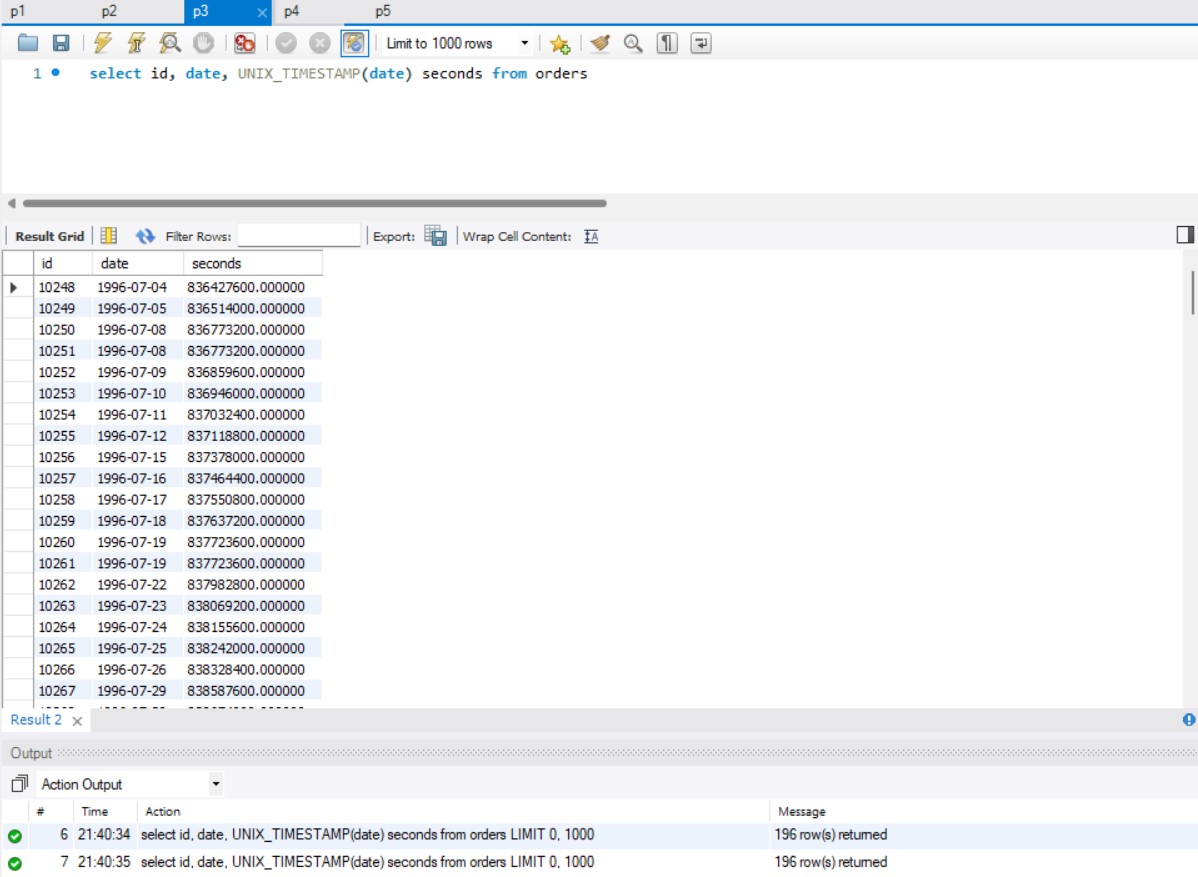 p1 p2 p3 p4 p5
Limit to 1000 rows
1 select id, date, UNIX_TIMESTAMP(date) seconds from orders
Result Grid Filter Rows: Export: Wrap Cell Content: IA
id date seconds
10248 1996-07-04 836427600.000000
10249 1996-07-05 836514000.000000
10250 1996-07-08 836773200.000000
10251 1996-07-08 836773200.000000
10252 1996-07-09 836859600.000000
10253 1996-07-10 836946000.000000
10254 1996-07-11 837032400.000000
10255 1996-07-12 837118800.000000
10256 1996-07-15 837378000.000000
10257 1996-07-16 837464400.000000
10258 1996-07-17 837550800.000000
10259 1996-07-18 837637200.000000
10260 1996-07-19 837723600.000000
10261 1996-07-19 837723600.000000
10262 1996-07-22 837982800.000000
10263 1996-07-23 838069200.000000
10264 1996-07-24 838155600.000000
10265 1996-07-25 838242000.000000
10266 1996-07-26 838328400.000000
10267 1996-07-29 838587600.000000
Result 2
Output
Action Output
# Time Action Message
6 21:40:34 select id, date, UNIX_TIMESTAMP(date) seconds from orders LIMIT 0, 1000 196 row(s) returned
7 21:40:35 select id, date, UNIX_TIMESTAMP(date) seconds from orders LIMIT 0, 1000 196 row(s) returned